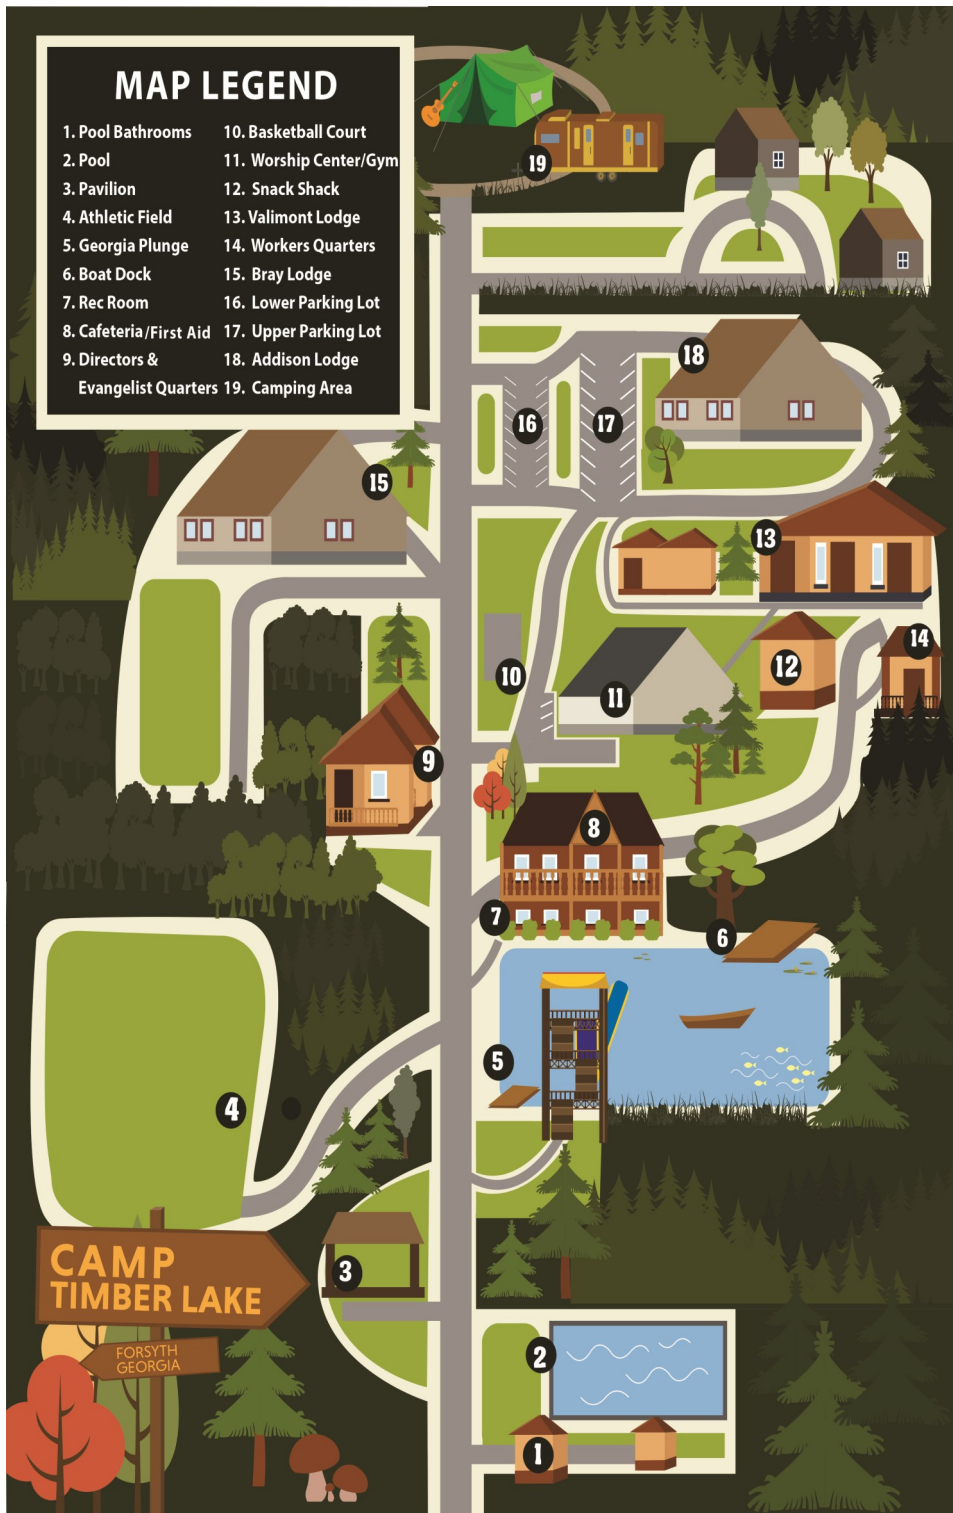 MAP LEGEND
1. Pool Bathrooms
2. Pool
3. Pavilion
4. Athletic Field
5. Georgia Plunge
6. Boat Dock
7. Rec Room
8. Cafeteria/First Aid
9. Directors &
Evangelist Quarters
10. Basketball Court
11. Worship Center/Gym
12. Snack Shack
13. Valimont Lodge
14. Workers Quarters
15. Bray Lodge
16. Lower Parking Lot
17. Upper Parking Lot
18. Addison Lodge
19. Camping Area
19
18
16
17
15
13
14
12
10
11
9
8
7
6
5
4
3
CAMP
TIMBER LAKE
FORSYTH
GEORGIA
2
1